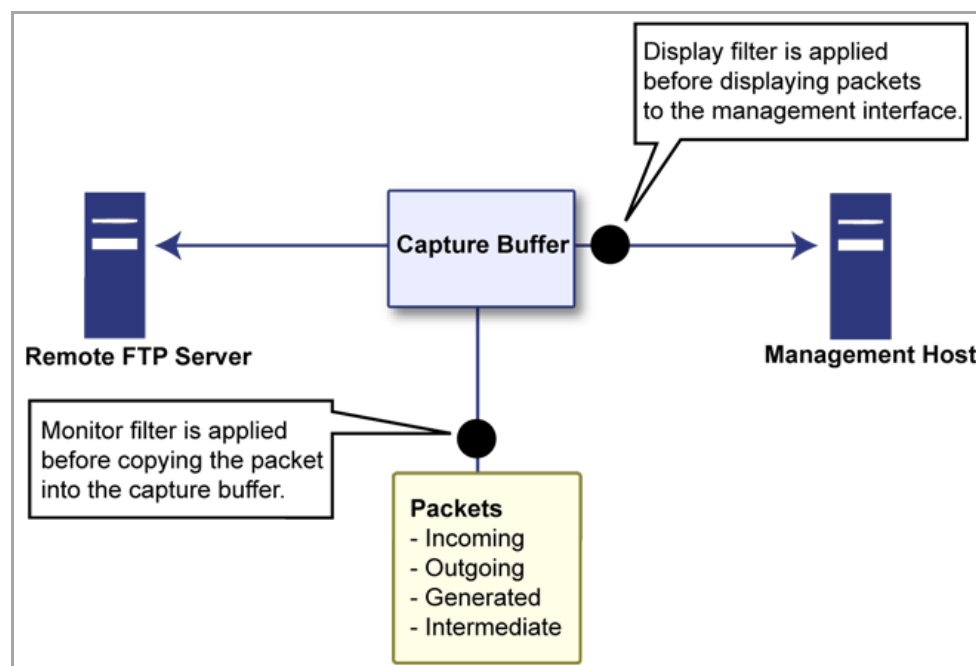 Display filter is applied
before displaying packets
to the management interface.
Capture Buffer
Remote FTP Server
Management Host
Monitor filter is applied
before copying the packet
into the capture buffer.
Packets
- Incoming
- Outgoing
- Generated
- Intermediate